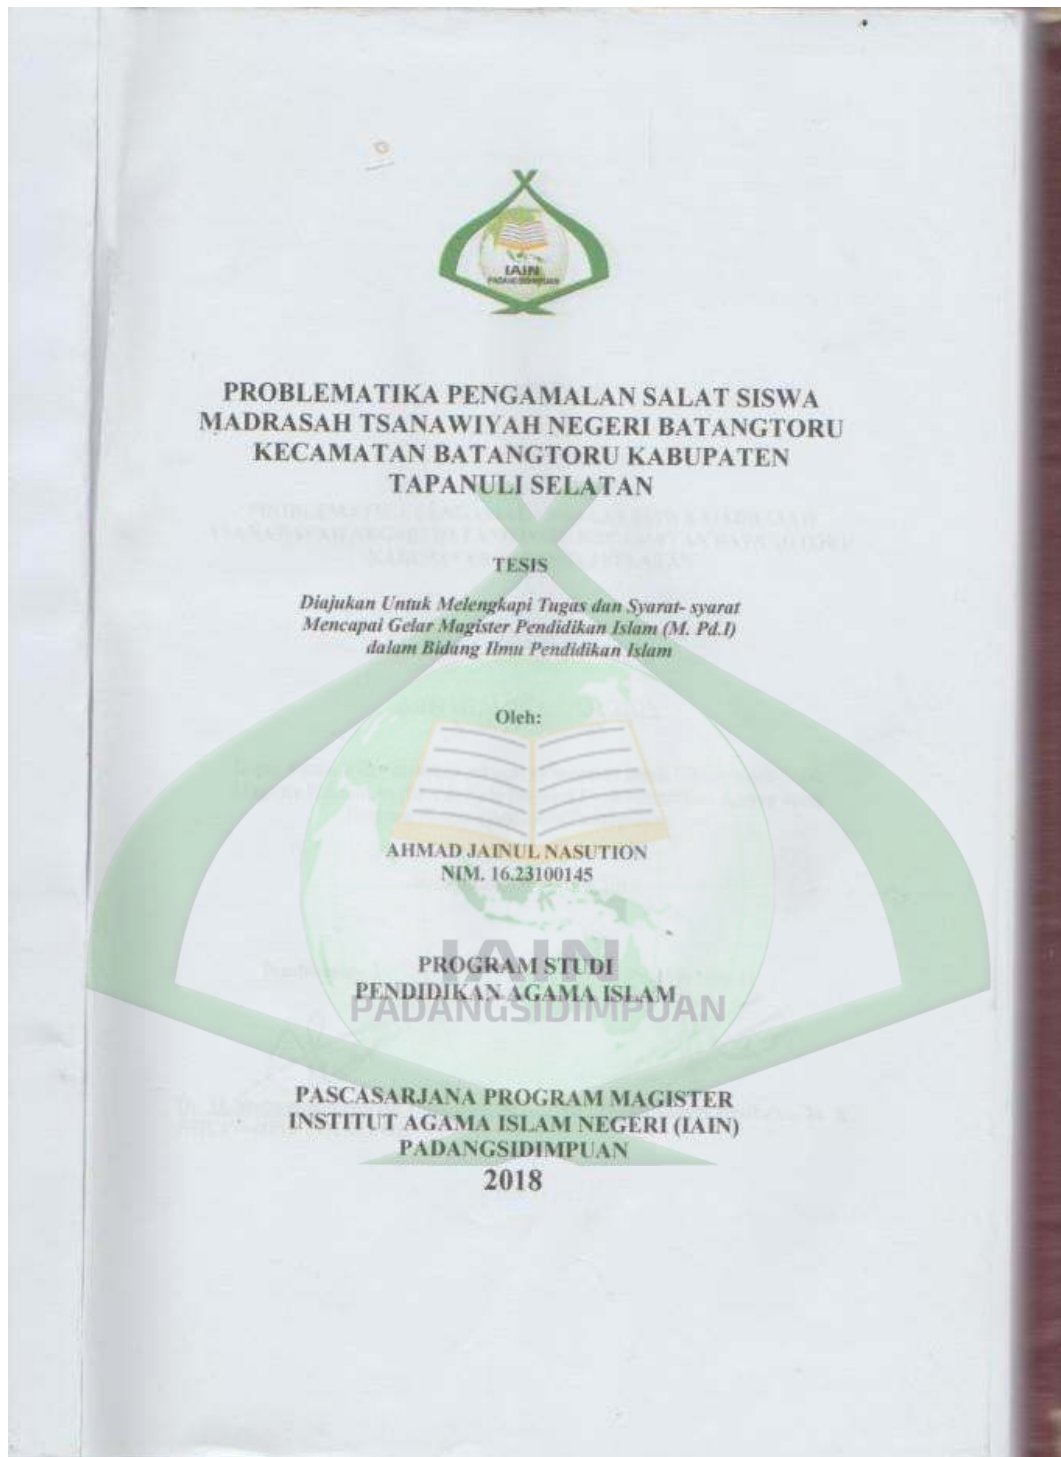 IAIN
PADANGSIDIMPUAN
PROBLEMATIKA PENGAMALAN SALAT SISWA
MADRASAH TSANAWIYAH NEGERI BATANGTORU
KECAMATAN BATANGTORU KABUPATEN
TAPANULI SELATAN
TESIS
Diajukan Untuk Melengkapi Tugas dan Syarat- syarat
Mencapai Gelar Magister Pendidikan Islam (M. Pd.I)
dalam Bidang Ilmu Pendidikan Islam
Oleh:
AHMAD JAINUL NASUTION
NIM. 16.23100145
IAIN
PROGRAM STUDI
PENDIDIKAN AGAMA ISLAM
PADANGSIDIMPUAN
PASCASARJANA PROGRAM MAGISTER
INSTITUT AGAMA ISLAM NEGERI (IAIN)
PADANGSIDIMPUAN
2018